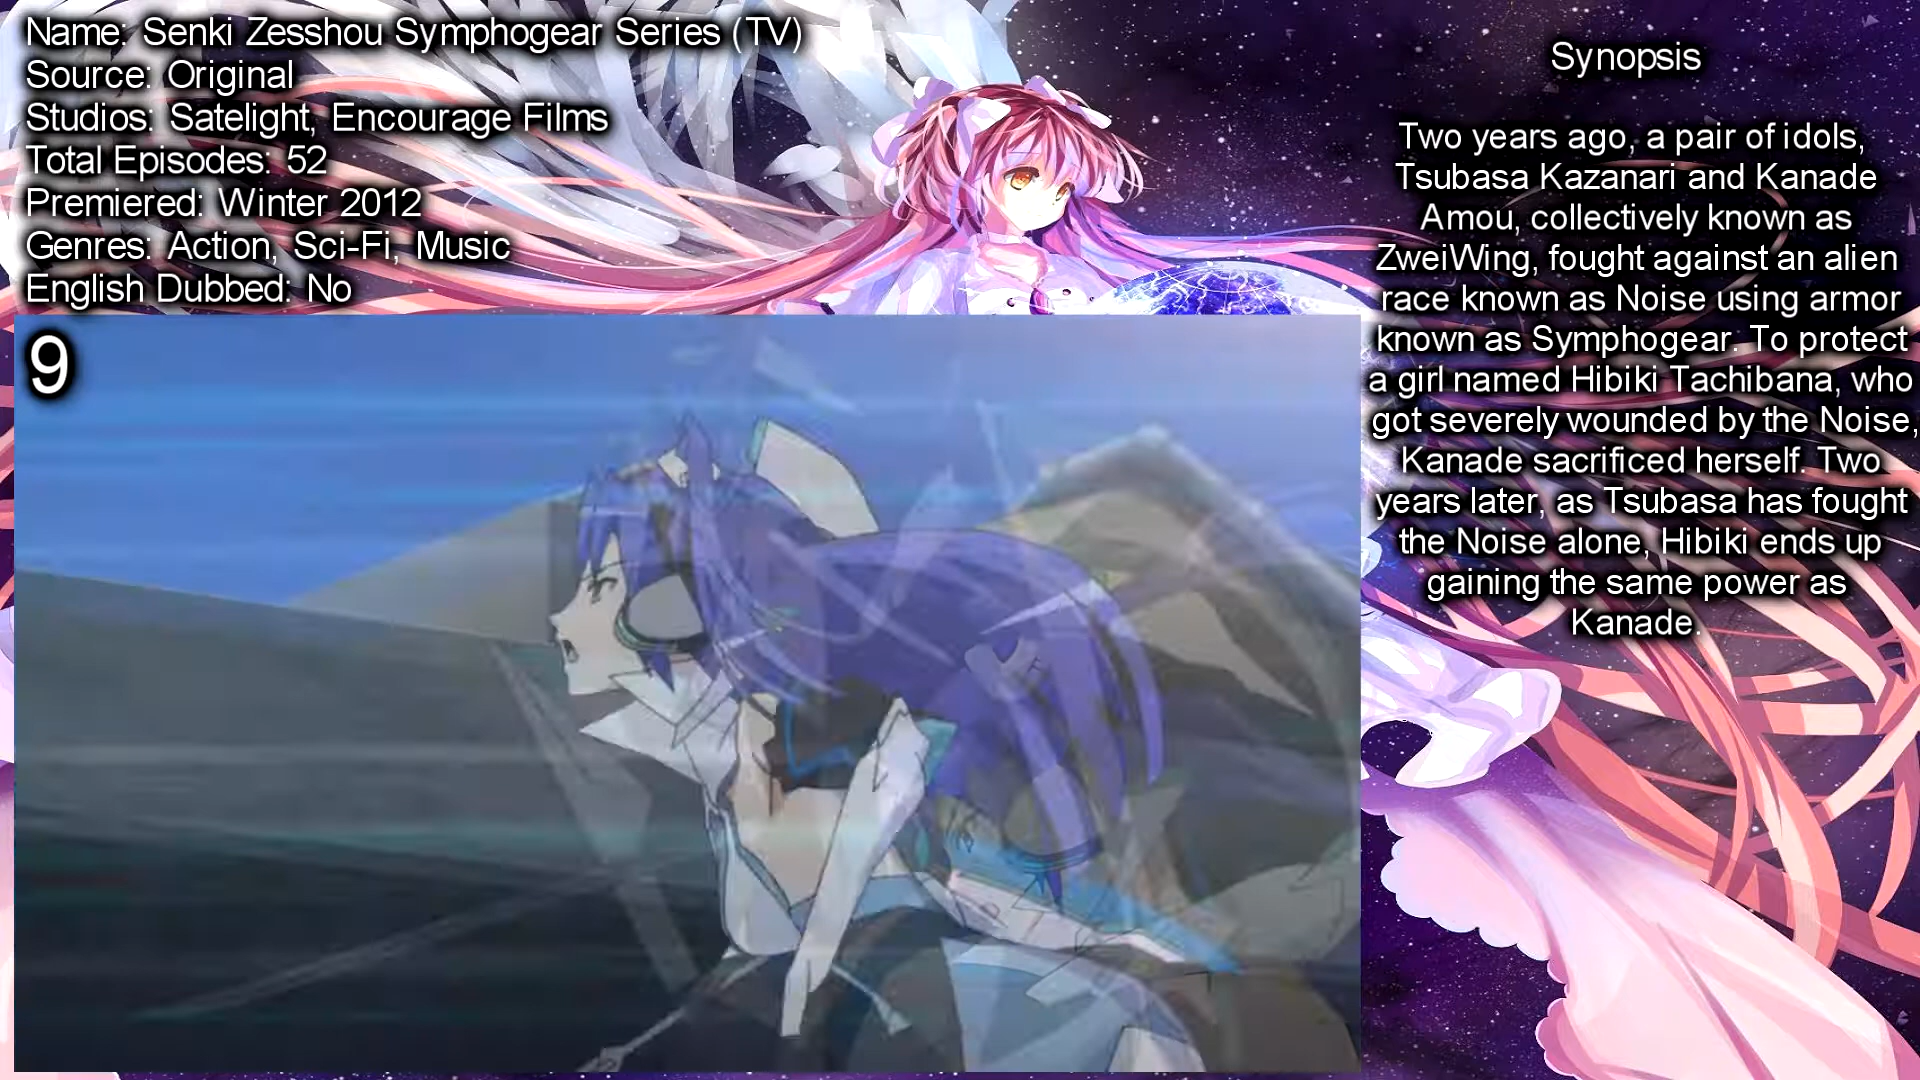 Name: Senki Zesshou Symphogear Series (TV)
Source: Original
Studios: Satelight, Encourage Films
Total Episodes: 52
Premiered: Winter 2012
Genres: Action, Sci-Fi, Music
English Dubbed: No
9
Synopsis
Two years ago, a pair of idols,
Tsubasa Kazanari and Kanade
Amou, collectively known as
ZweiWing, fought against an alien
race known as Noise using armor
known as Symphogear. To protect
a girl named Hibiki Tachibana, who
got severely wounded by the Noise,
Kanade sacrificed herself. Two
years later, as Tsubasa has fought
the Noise alone, Hibiki ends up
gaining the same power as
Kanade.